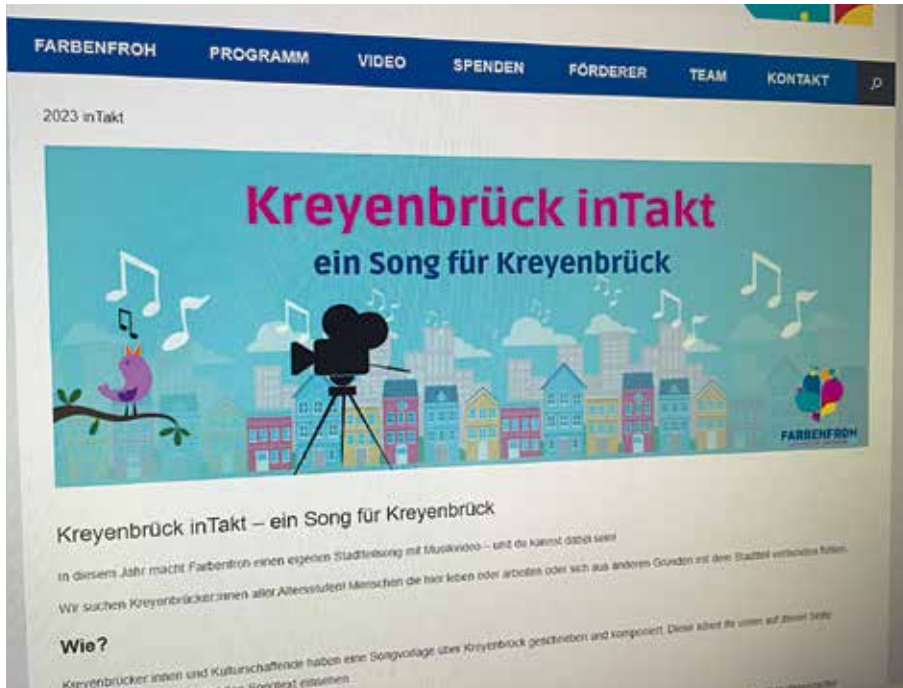 FARBENFROH PROGRAMM VIDEO SPENDEN FÖRDERER TEAM KONTAKT
2023 inTakt
Kreyenbrück inTakt
ein Song für Kreyenbrück
FARBENFROH
Kreyenbrück inTakt – ein Song für Kreyenbrück
In diesem Jahr macht Farbenfroh einen eigenen Stadtteilsong mit Musikvideo – und du kannst dabei sein!
Wir suchen Kreyenbrücker:innen aller Altersstufen! Menschen die hier leben oder arbeiten oder sich aus anderen Gründen mit dem Stadtteil verbunden fühlen.
Wie?
Kreyenbrücker:innen und Kulturschaffende haben eine Songvorlage über Kreyenbrück geschrieben und komponiert. Diese könnt ihr unten auf dieser Seite
Songtext einsehen